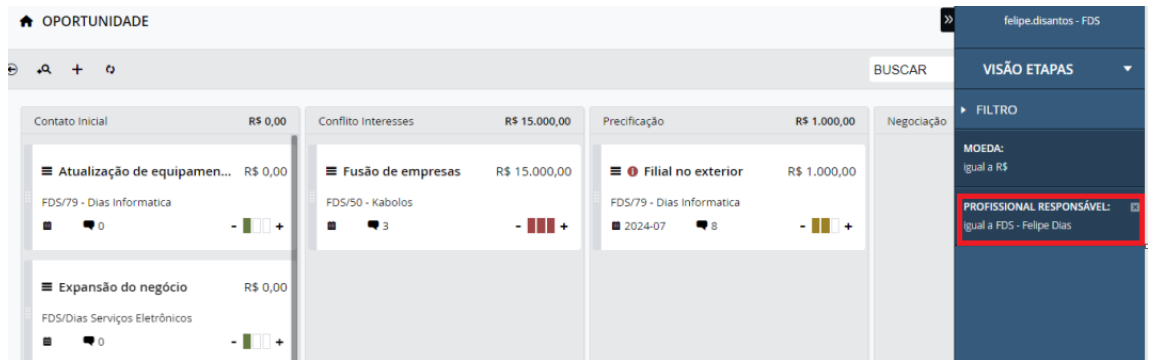 OPORTUNIDADE
felipe.disantos - FDS
BUSCAR
VISÃO ETAPAS
FILTRO
Contato Inicial R$ 0,00
Conflito Interesses R$ 15.000,00
Precificação R$ 1.000,00
Negociação
MOEDA:
igual a R$
Atualização de equipamen... R$ 0,00
FDS/79 - Dias Informatica
0 - +
Fusão de empresas R$ 15.000,00
FDS/50 - Kabolos
3 - +
Filial no exterior R$ 1.000,00
FDS/79 - Dias Informatica
2024-07 8 - +
PROFISSIONAL RESPONSÁVEL:
igual a FDS - Felipe Dias
Expansão do negócio R$ 0,00
FDS/Dias Serviços Eletrônicos
0 - +